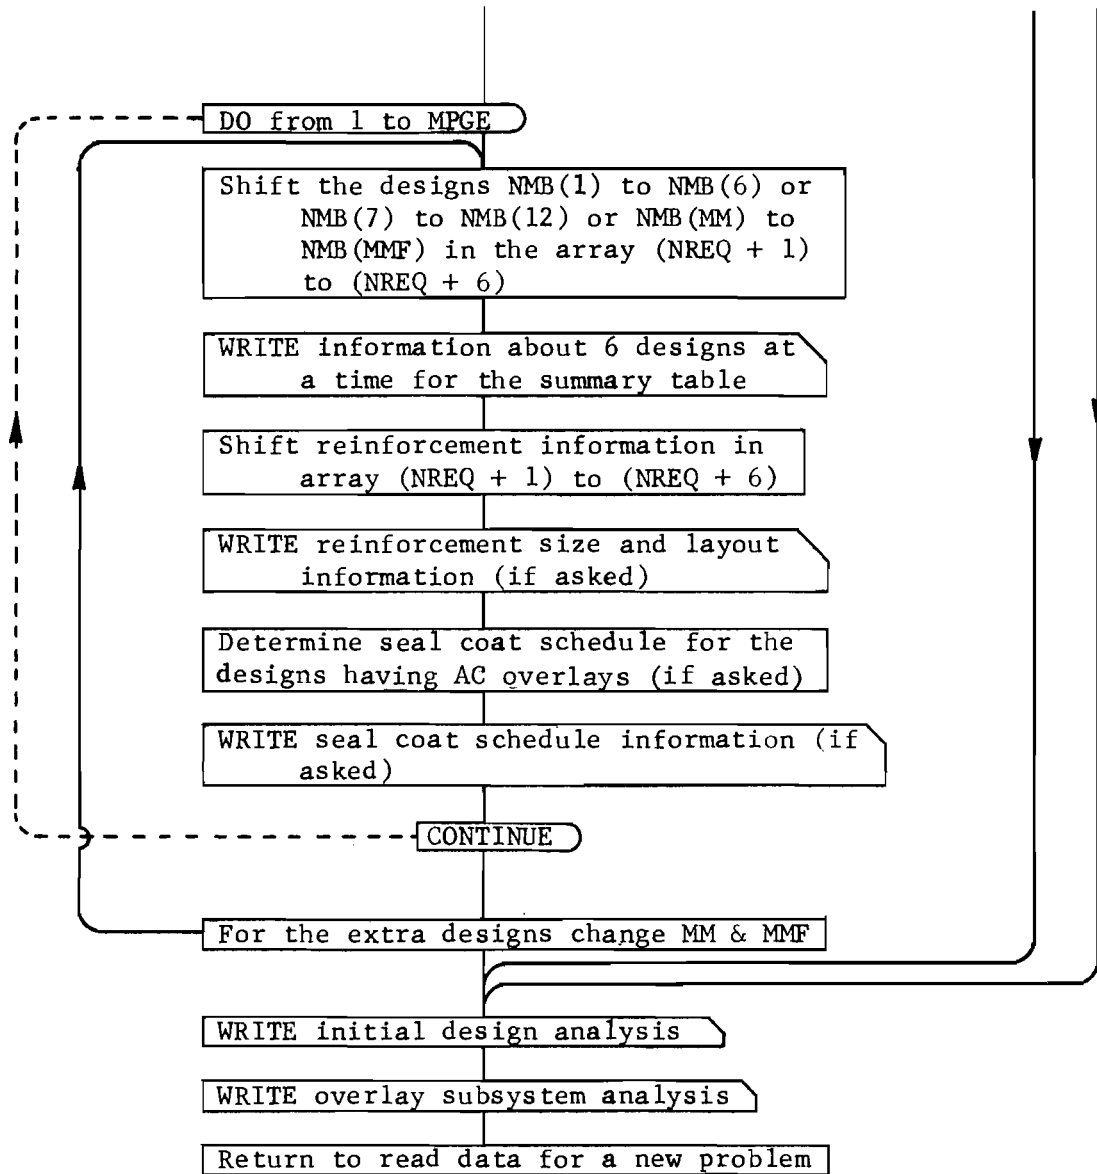 DO from 1 to MPGE
Shift the designs NMB(1) to NMB(6) or
NMB(7) to NMB(12) or NMB(MM) to
NMB(MMF) in the array (NREQ + 1)
to (NREQ + 6)
WRITE information about 6 designs at
a time for the summary table
Shift reinforcement information in
array (NREQ + 1) to (NREQ + 6)
WRITE reinforcement size and layout
information (if asked)
Determine seal coat schedule for the
designs having AC overlays (if asked)
WRITE seal coat schedule information (if
asked)
CONTINUE
For the extra designs change MM & MMF
WRITE initial design analysis
WRITE overlay subsystem analysis
Return to read data for a new problem